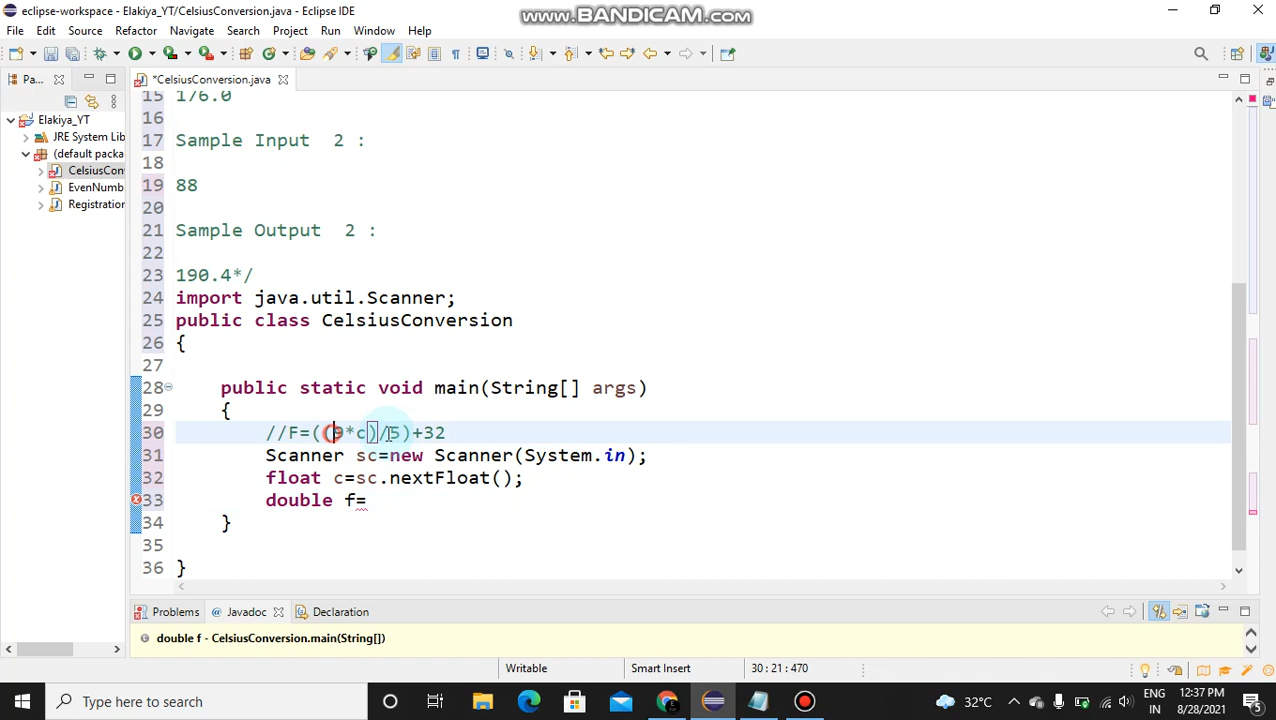 eclipse-workspace - Elakiya_YT/CelsiusConversion.java - Eclipse IDE
www.BANDICAM.com
File Edit Source Refactor Navigate Search Project Run Window Help
Pa...
*CelsiusConversion.java
Elakiya_YT
JRE System Lib
(default packa
CelsiusCon
EvenNumb
Registration
15 176.0
16
17 Sample Input 2 :
18
19 88
20
21 Sample Output 2 :
22
23 190.4*/
24 import java.util.Scanner;
25 public class CelsiusConversion
26 {
27
28 public static void main(String[] args)
29 {
30 //F=((9*c)/5)+32
31 Scanner sc=new Scanner(System.in);
32 float c=sc.nextFloat();
33 double f=
34 }
35
36 }
Problems @ Javadoc Declaration
double f - CelsiusConversion.main(String[])
Writable Smart Insert 30 : 21 : 470
Type here to search
32°C
ENG
IN
12:37 PM
8/28/2021
5